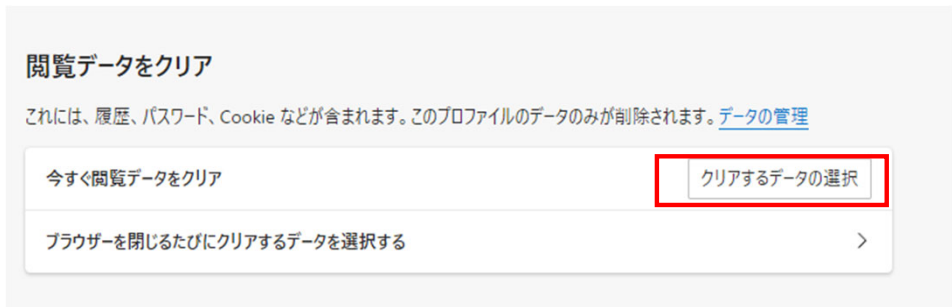 閲覧データをクリア
これには、履歴、パスワード、Cookie などが含まれます。このプロファイルのデータのみが削除されます。データの管理
今すぐ閲覧データをクリア
クリアするデータの選択
ブラウザーを閉じるたびにクリアするデータを選択する